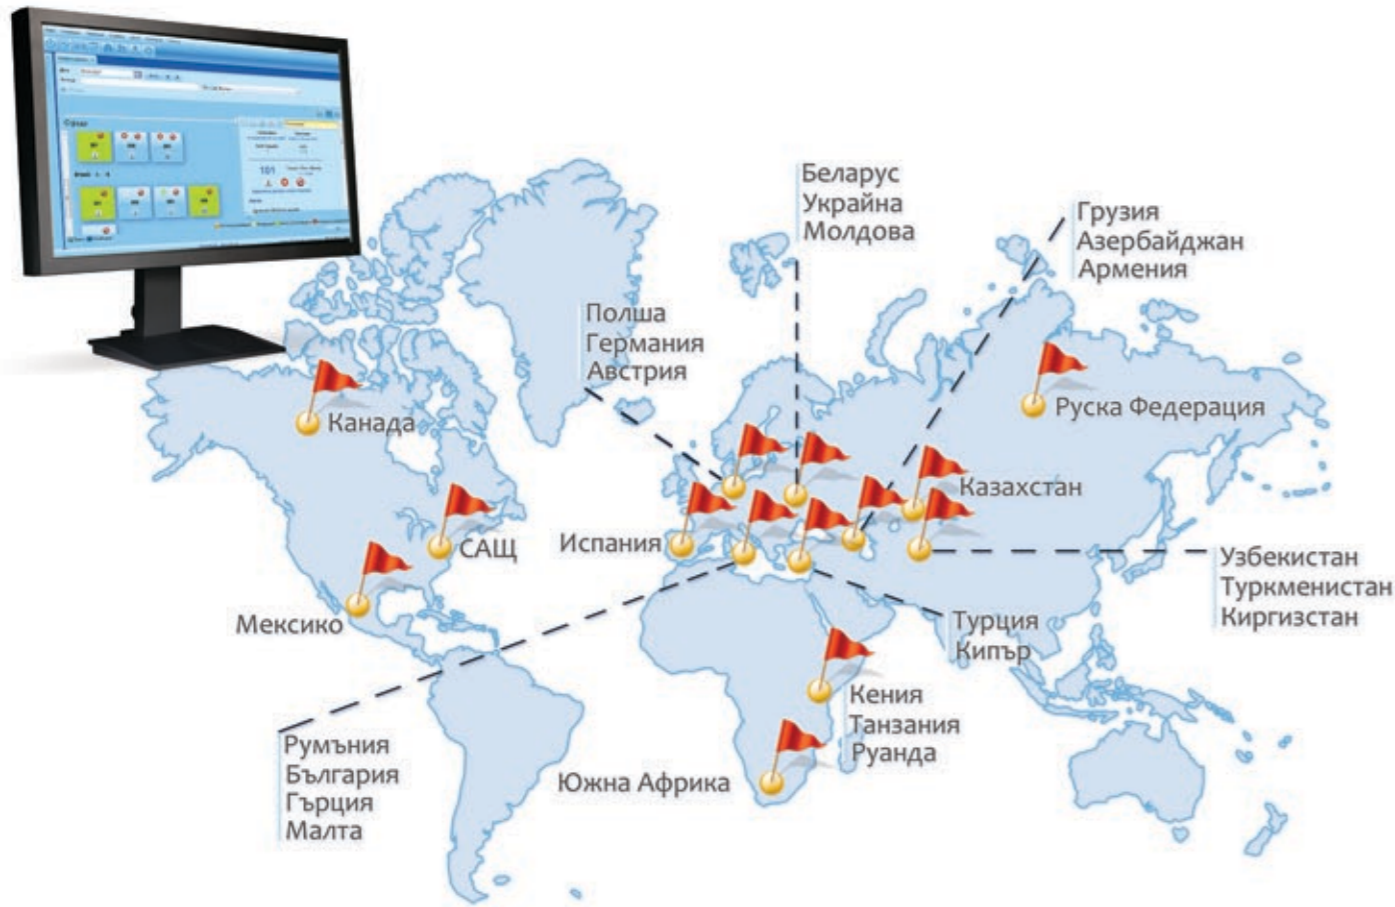 101
Беларус
Украйна
Молдова
Грузия
Азербайджан
Армения
Полша
Германия
Австрия
Канада
Руска Федерация
Казахстан
САЩ
Испания
Узбекистан
Туркменистан
Киргизстан
Мексико
Турция
Кипър
Кения
Танзания
Руанда
Румъния
България
Гърция
Малта
Южна Африка